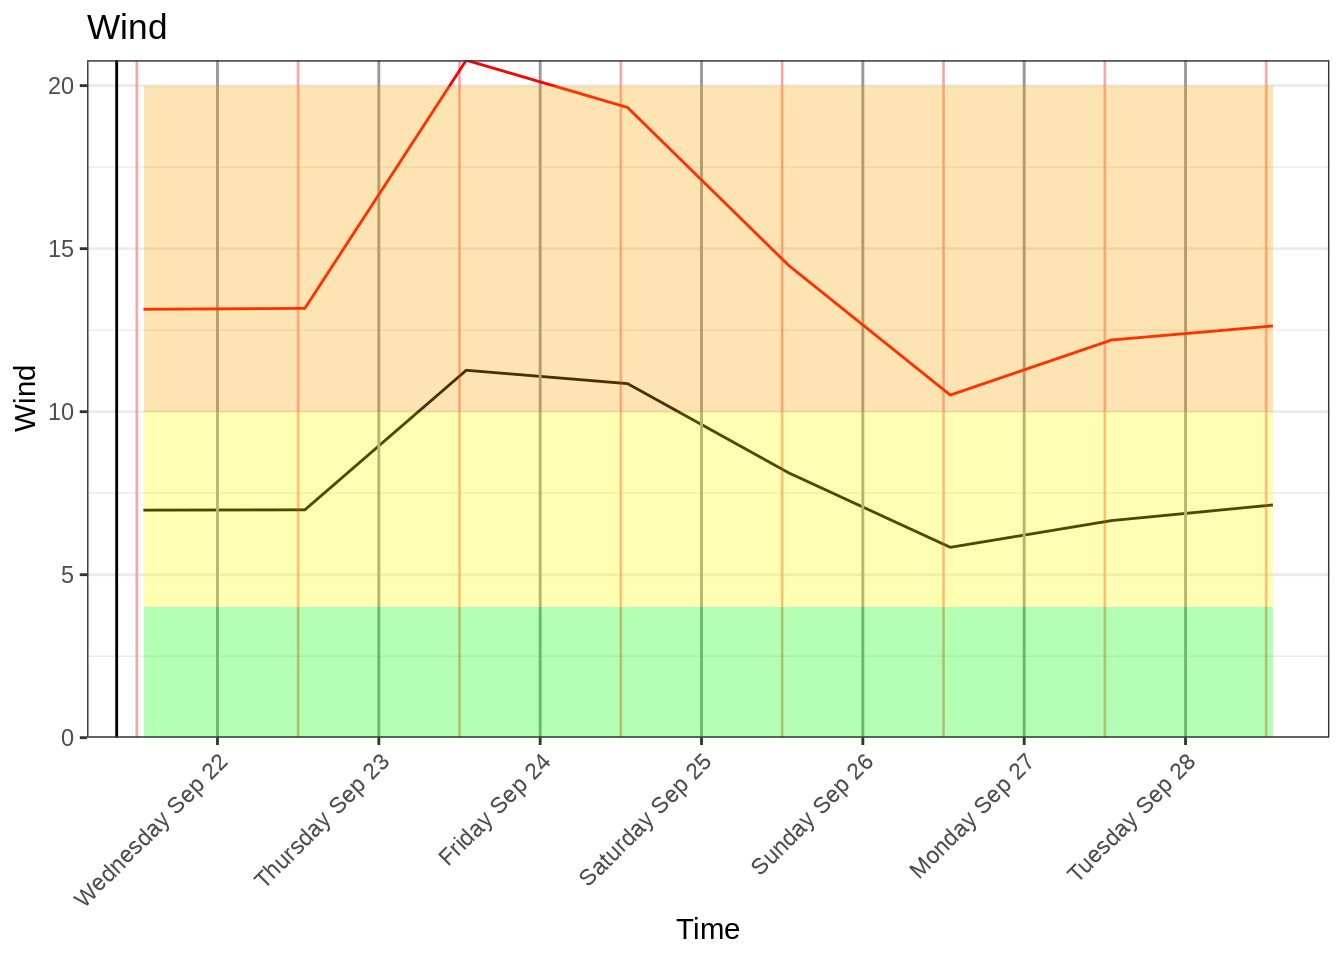 Wind
20
15
10
5
0
Wind
Wednesday Sep 22
Thursday Sep 23
Friday Sep 24
Saturday Sep 25
Sunday Sep 26
Monday Sep 27
Tuesday Sep 28
Time